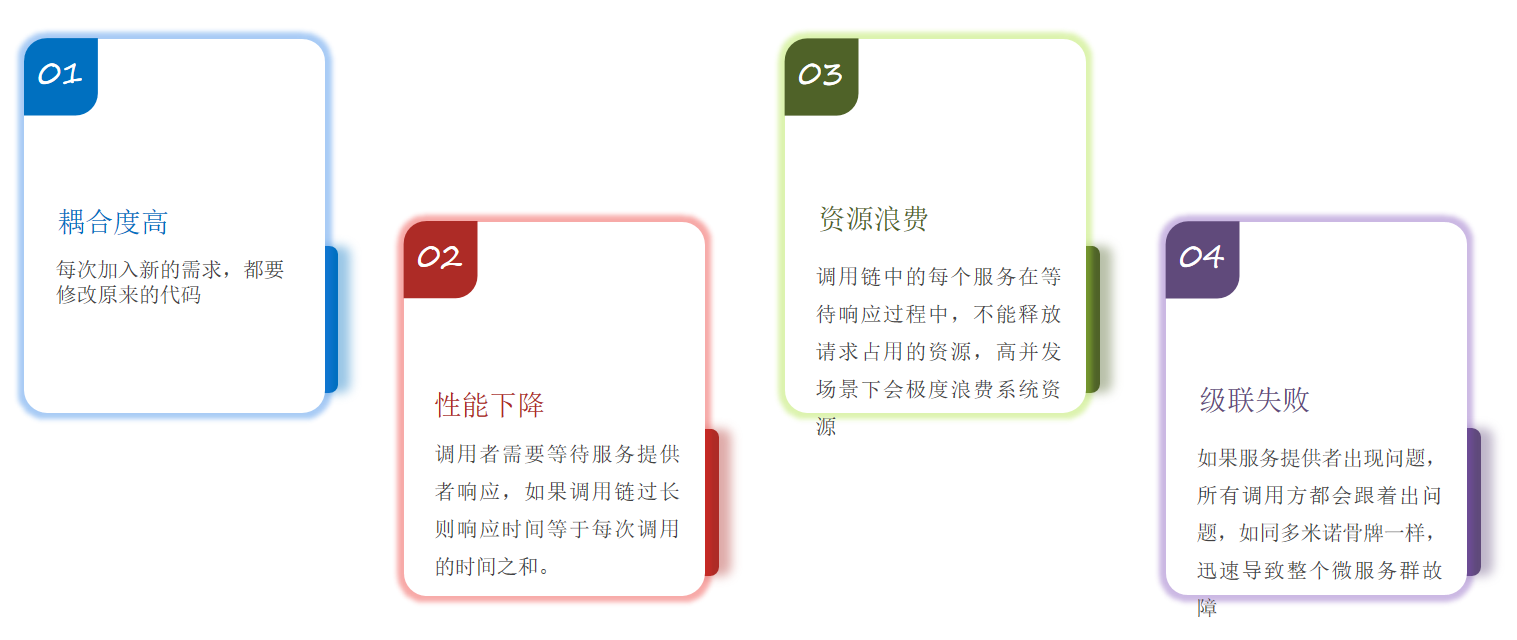 01
耦合度高
每次加入新的需求，都要
修改原来的代码
02
性能下降
调用者需要等待服务提供
者响应，如果调用链过长
则响应时间等于每次调用
的时间之和。
03
资源浪费
调用链中的每个服务在等
待响应过程中，不能释放
请求占用的资源，高并发
场景下会极度浪费系统资
源
04
级联失败
如果服务提供者出现问题，
所有调用方都会跟着出问
题，如同多米诺骨牌一样，
迅速导致整个微服务群故
障